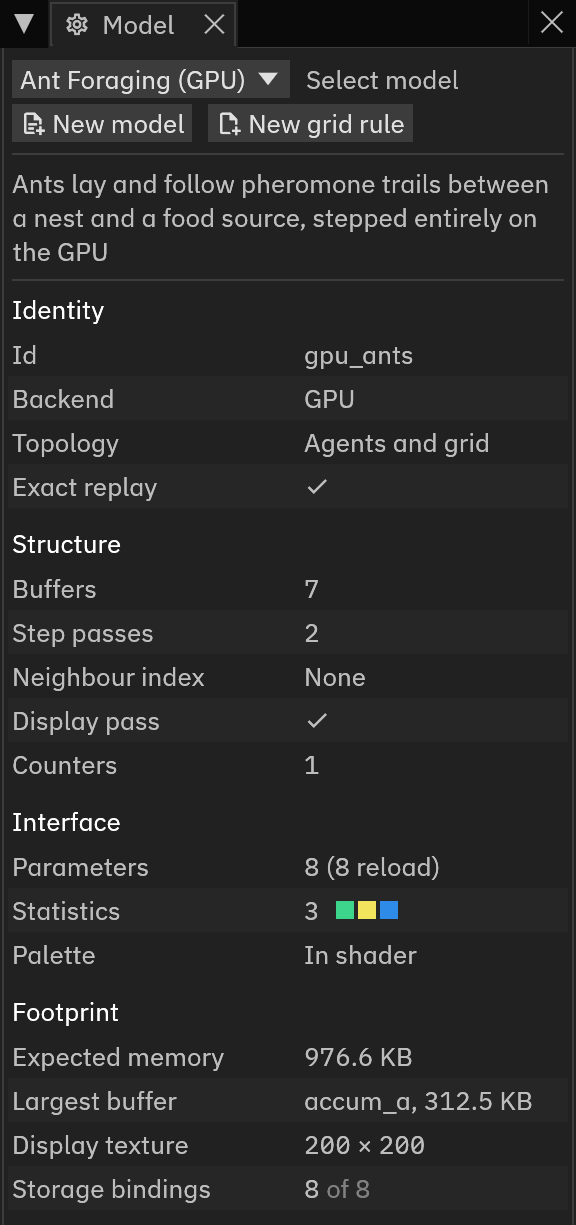 Model
Ant Foraging (GPU) Select model
New model New grid rule
Ants lay and follow pheromone trails between
a nest and a food source, stepped entirely on
the GPU
Identity
Id gpu_ants
Backend GPU
Topology Agents and grid
Exact replay ✓
Structure
Buffers 7
Step passes 2
Neighbour index None
Display pass ✓
Counters 1
Interface
Parameters 8 (8 reload)
Statistics 3
Palette In shader
Footprint
Expected memory 976.6 KB
Largest buffer accum_a, 312.5 KB
Display texture 200 × 200
Storage bindings 8 of 8